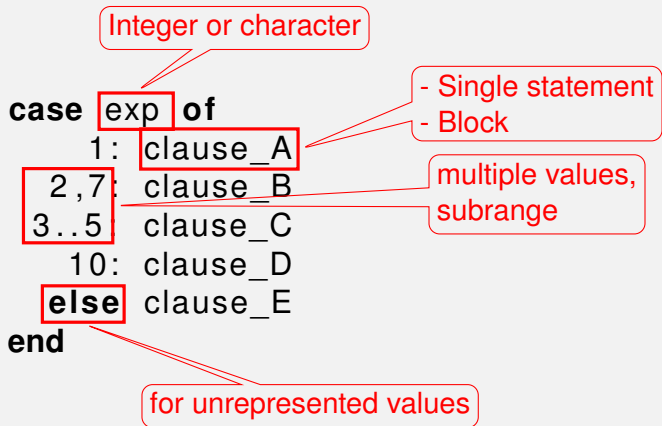 Integer or character
case exp of
- Single statement
- Block
1: clause_A
2,7: clause_B
multiple values,
subrange
3..5: clause_C
10: clause_D
else clause_E
end
for unrepresented values